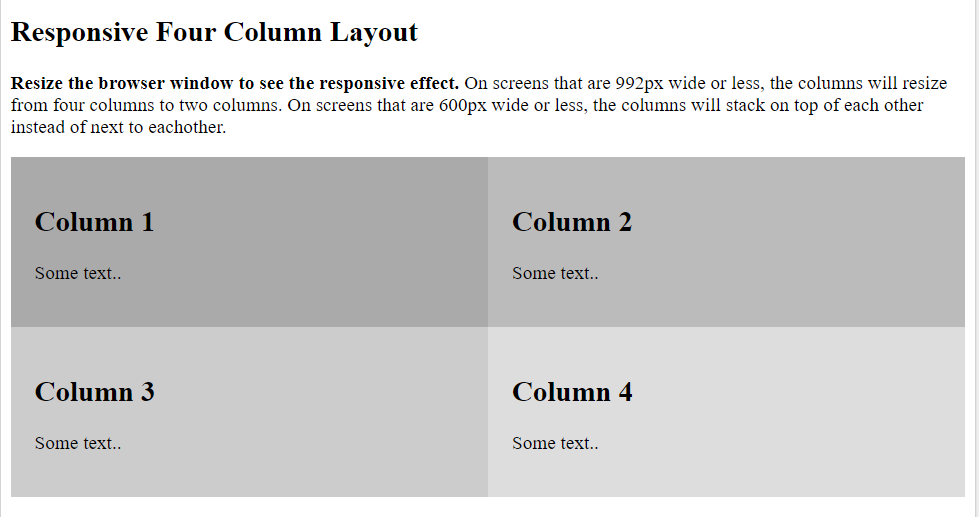 Responsive Four Column Layout
Resize the browser window to see the responsive effect. On screens that are 992px wide or less, the columns will resize
from four columns to two columns. On screens that are 600px wide or less, the columns will stack on top of each other
instead of next to eachother.
Column 1
Some text..
Column 2
Some text..
Column 3
Some text..
Column 4
Some text..